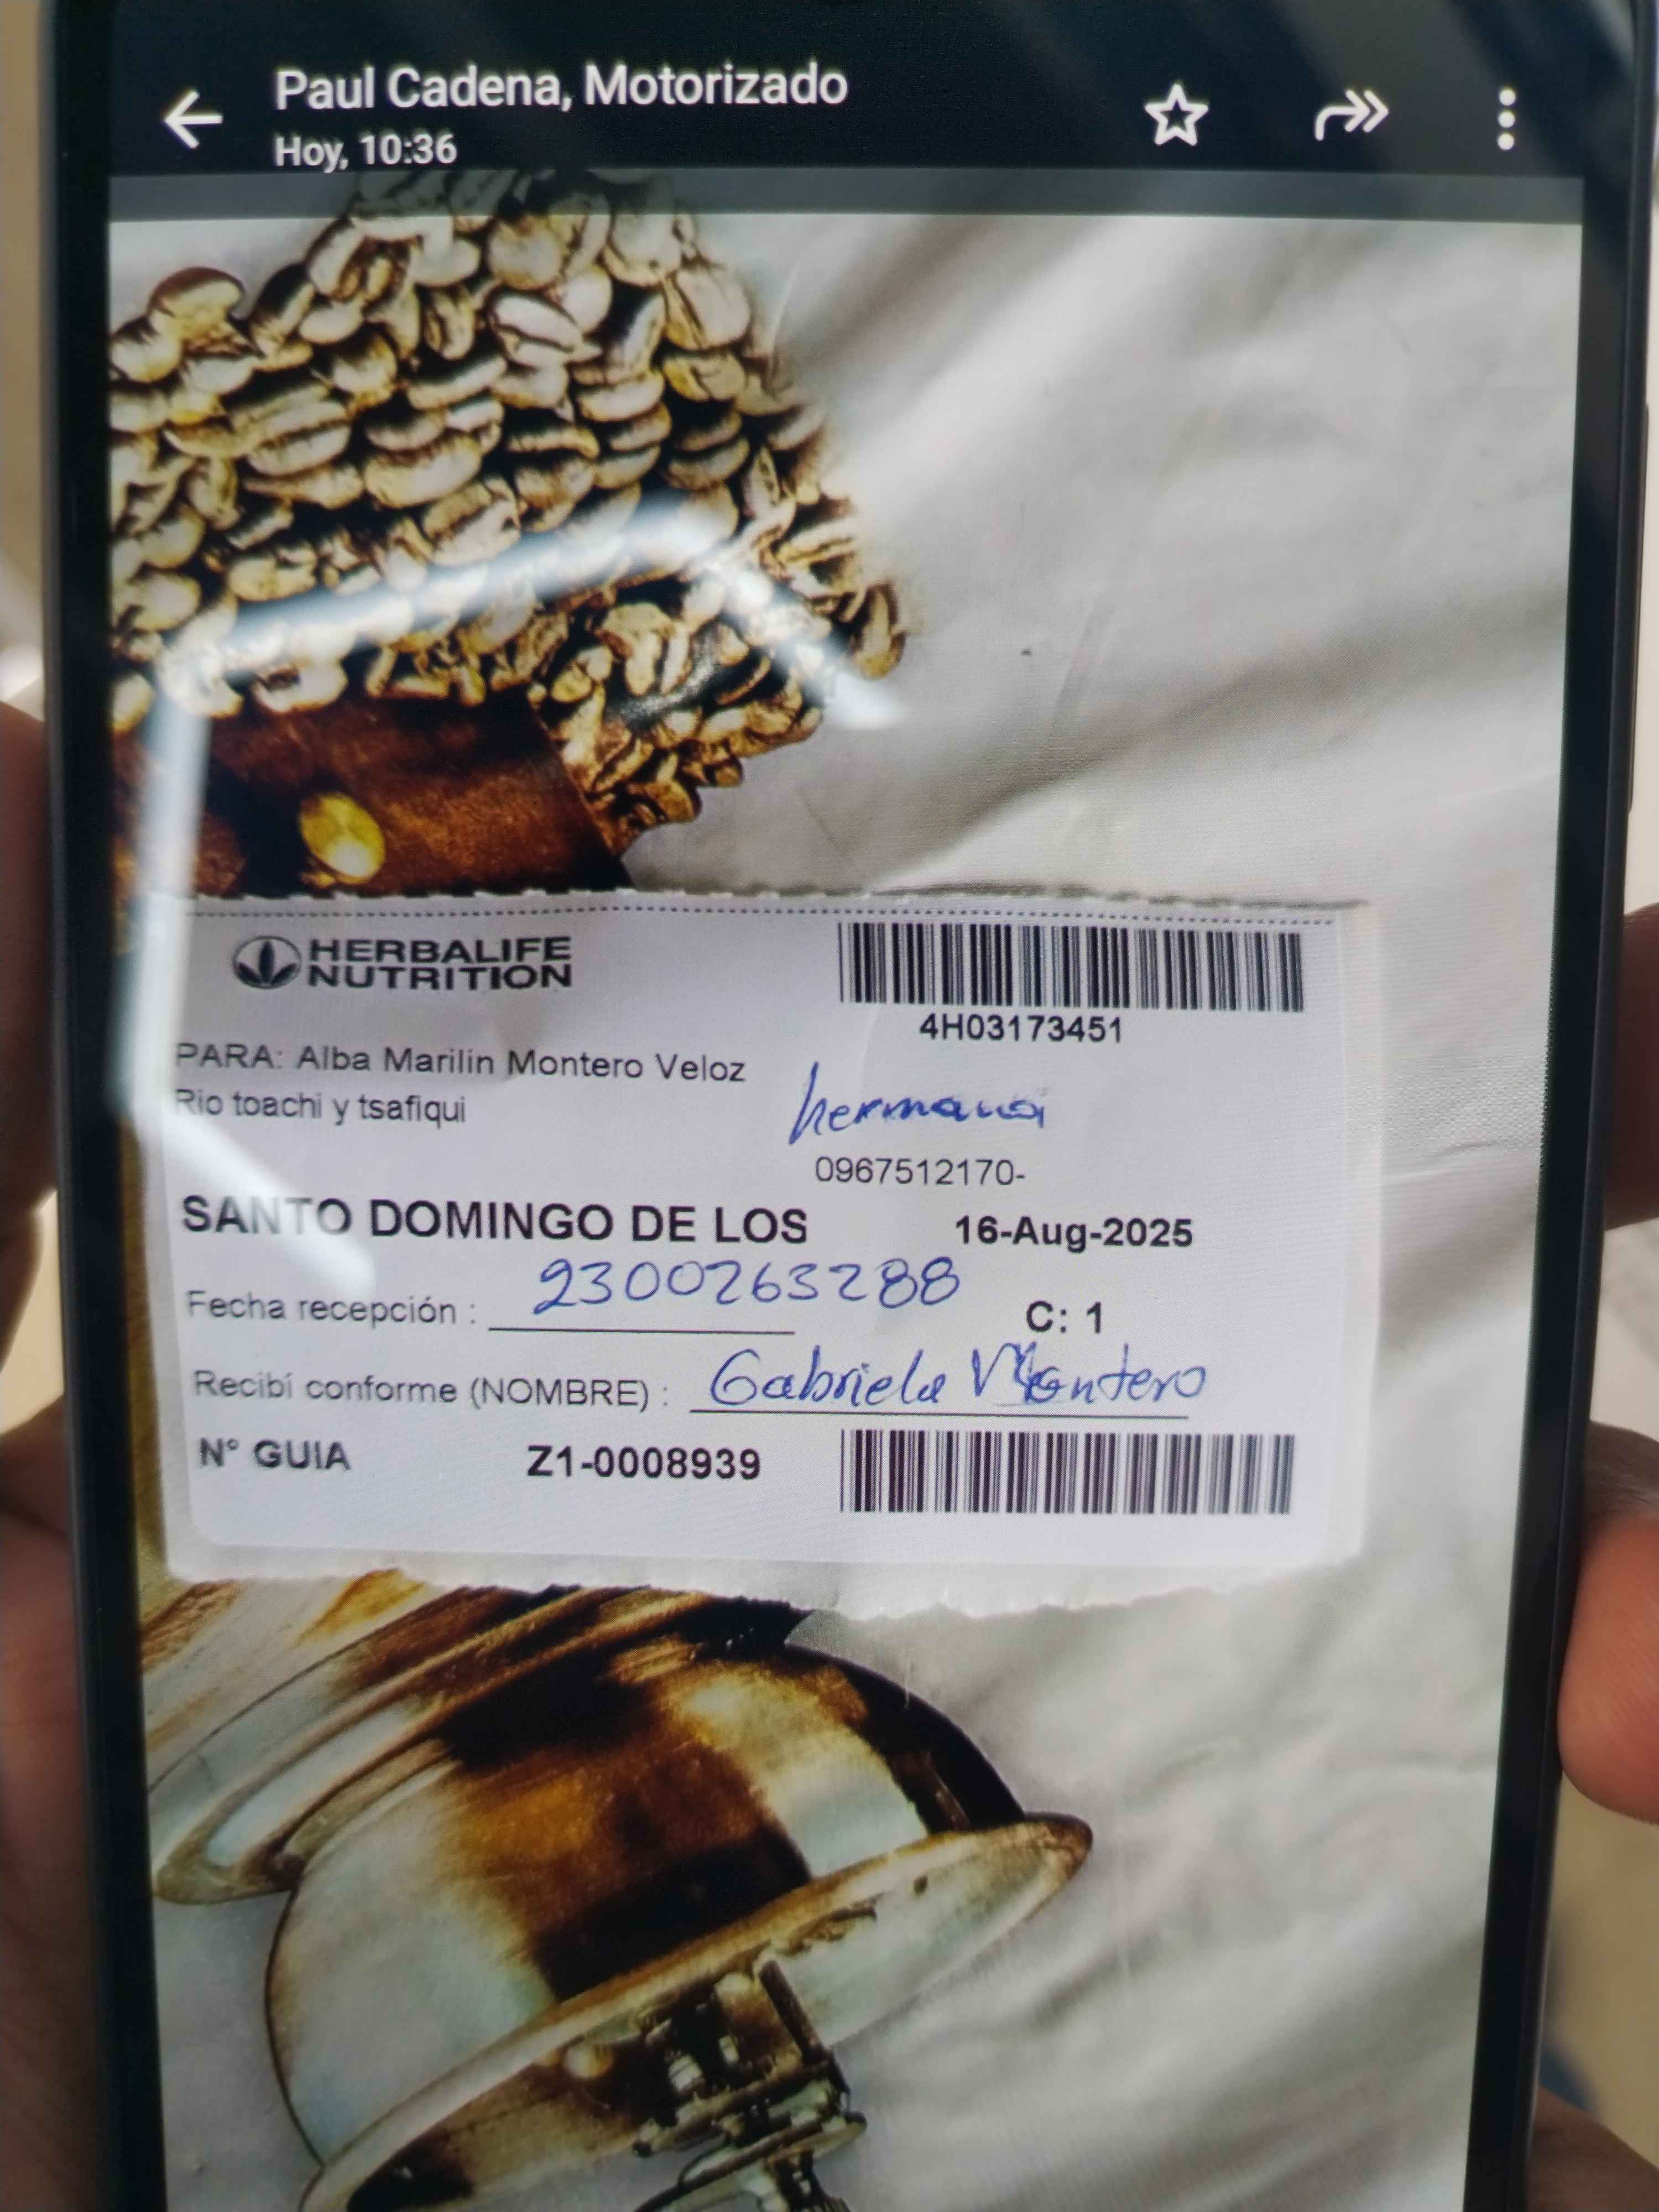 Paul Cadena, Motorizado
Hoy, 10:36
HERBALIFE
NUTRITION
4H03173451
PARA: Alba Marilin Montero Veloz
Rio toachi y tsafiqui
hermana
0967512170-
SANTO DOMINGO DE LOS
16-Aug-2025
2300263288
Fecha recepción :
C: 1
Recibí conforme (NOMBRE) : Gabriela Montero
N° GUIA Z1-0008939